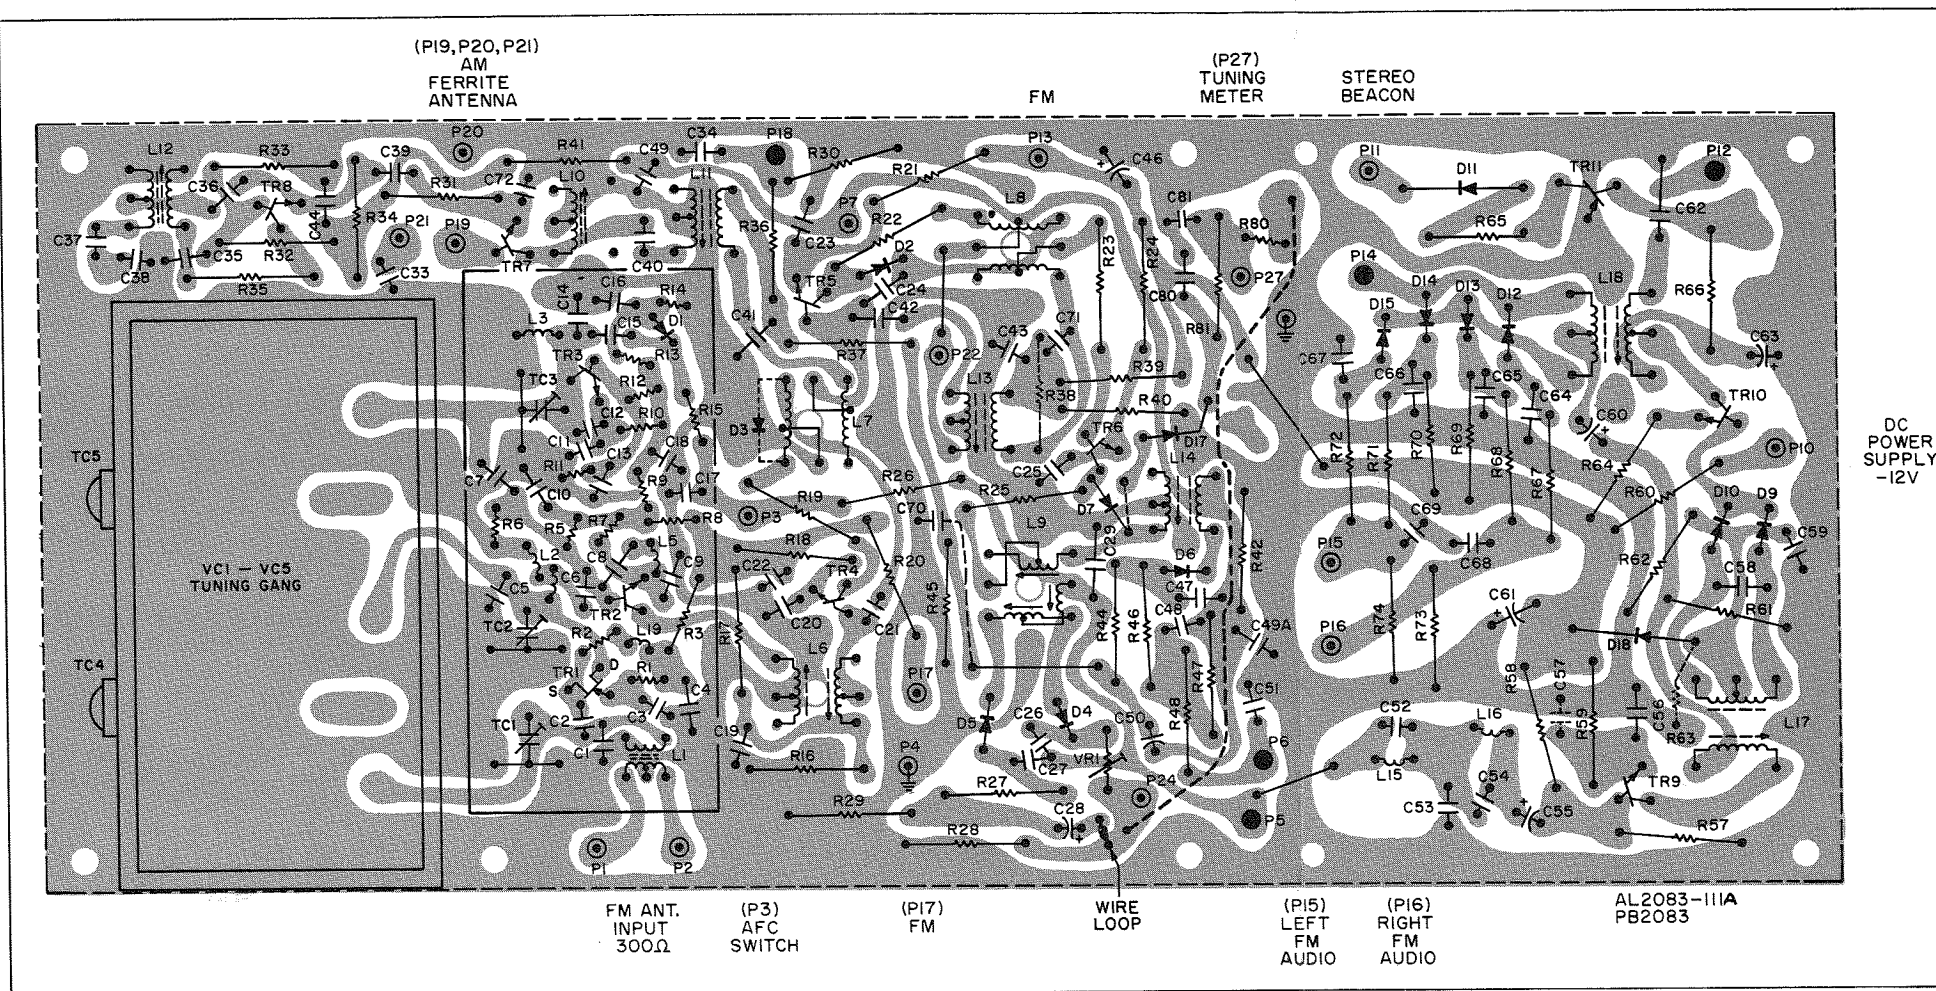 (P19, P20, P21)
AM
FERRITE
ANTENNA
FM
(P27)
TUNING
METER
STEREO
BEACON
L12
R33
C39
P20
R41
C49
C34
P18
R30
R21
P13
C46
P11
D11
TR11
P12
C36
TR8
C44
R34
R31
C72
L10
L11
R36
C23
P7
R22
L8
R23
R24
C81
R80
R65
C62
C37
C38
C35
R32
R35
P21
P19
C33
TR7
C40
D2
C24
TR5
C42
C80
P27
P14
L18
R66
C14
C16
R14
L3
C15
D1
C41
R37
P22
C43
C71
R81
D15
D14
D13
D12
C63
TR3
R13
TC3
R12
C12
R10
R15
D3
L7
L13
R38
R39
R40
TR6
D17
C67
C66
C65
C64
C60
TR10
P10
DC
POWER
SUPPLY
-12V
TC5
C7
C11
R11
C13
C18
C10
R9
C17
R26
R25
C25
L14
R72
R71
R70
R69
R68
R67
R64
R60
R6
R5
R7
R8
P3
R19
C70
L9
D7
C29
R42
P15
C69
C68
D10
D9
C59
VC1 - VC5
TUNING GANG
L2
C8
L5
C9
R18
C22
TR4
R20
R45
D6
C47
R62
C58
C5
C6
TR2
C20
C21
R44
R46
C48
C49A
P16
R74
R73
C61
R61
TC2
R2
L19
R3
R17
L6
D18
TC4
TR1
D
S
R1
P17
R47
R58
C57
C4
C3
C2
TC1
C1
L1
C19
R16
P4
D5
C26
D4
C27
VR1
C50
R48
C51
P6
C52
L15
L16
R59
C56
R63
L17
R27
P24
C54
C53
C55
TR9
R29
R28
C28
P5
R57
P1
P2
FM ANT.
INPUT
300Ω
(P3)
AFC
SWITCH
(P17)
FM
WIRE
LOOP
(P15)
LEFT
FM
AUDIO
(P16)
RIGHT
FM
AUDIO
AL2083-111A
PB2083